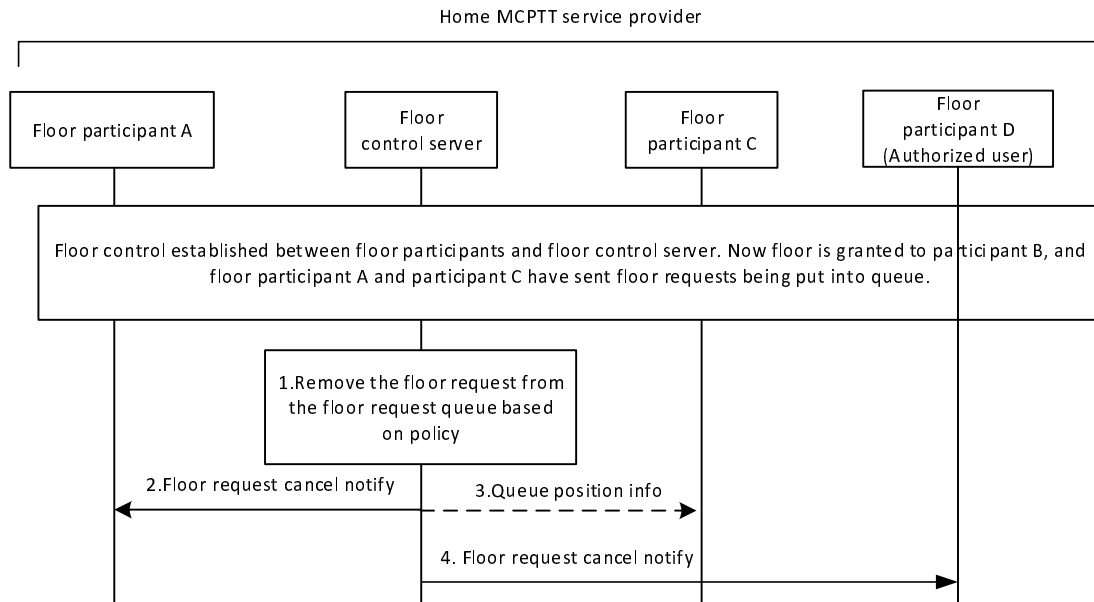 Home MCPTT service provider
Floor participant A
Floor
control server
Floor
participant C
Floor
participant D
(Authorized user)
Floor control established between floor participants and floor control server. Now floor is granted to participant B, and
floor participant A and participant C have sent floor requests being put into queue.
1.Remove the floor request from
the floor request queue based
on policy
2.Floor request cancel notify
3.Queue position info
4. Floor request cancel notify